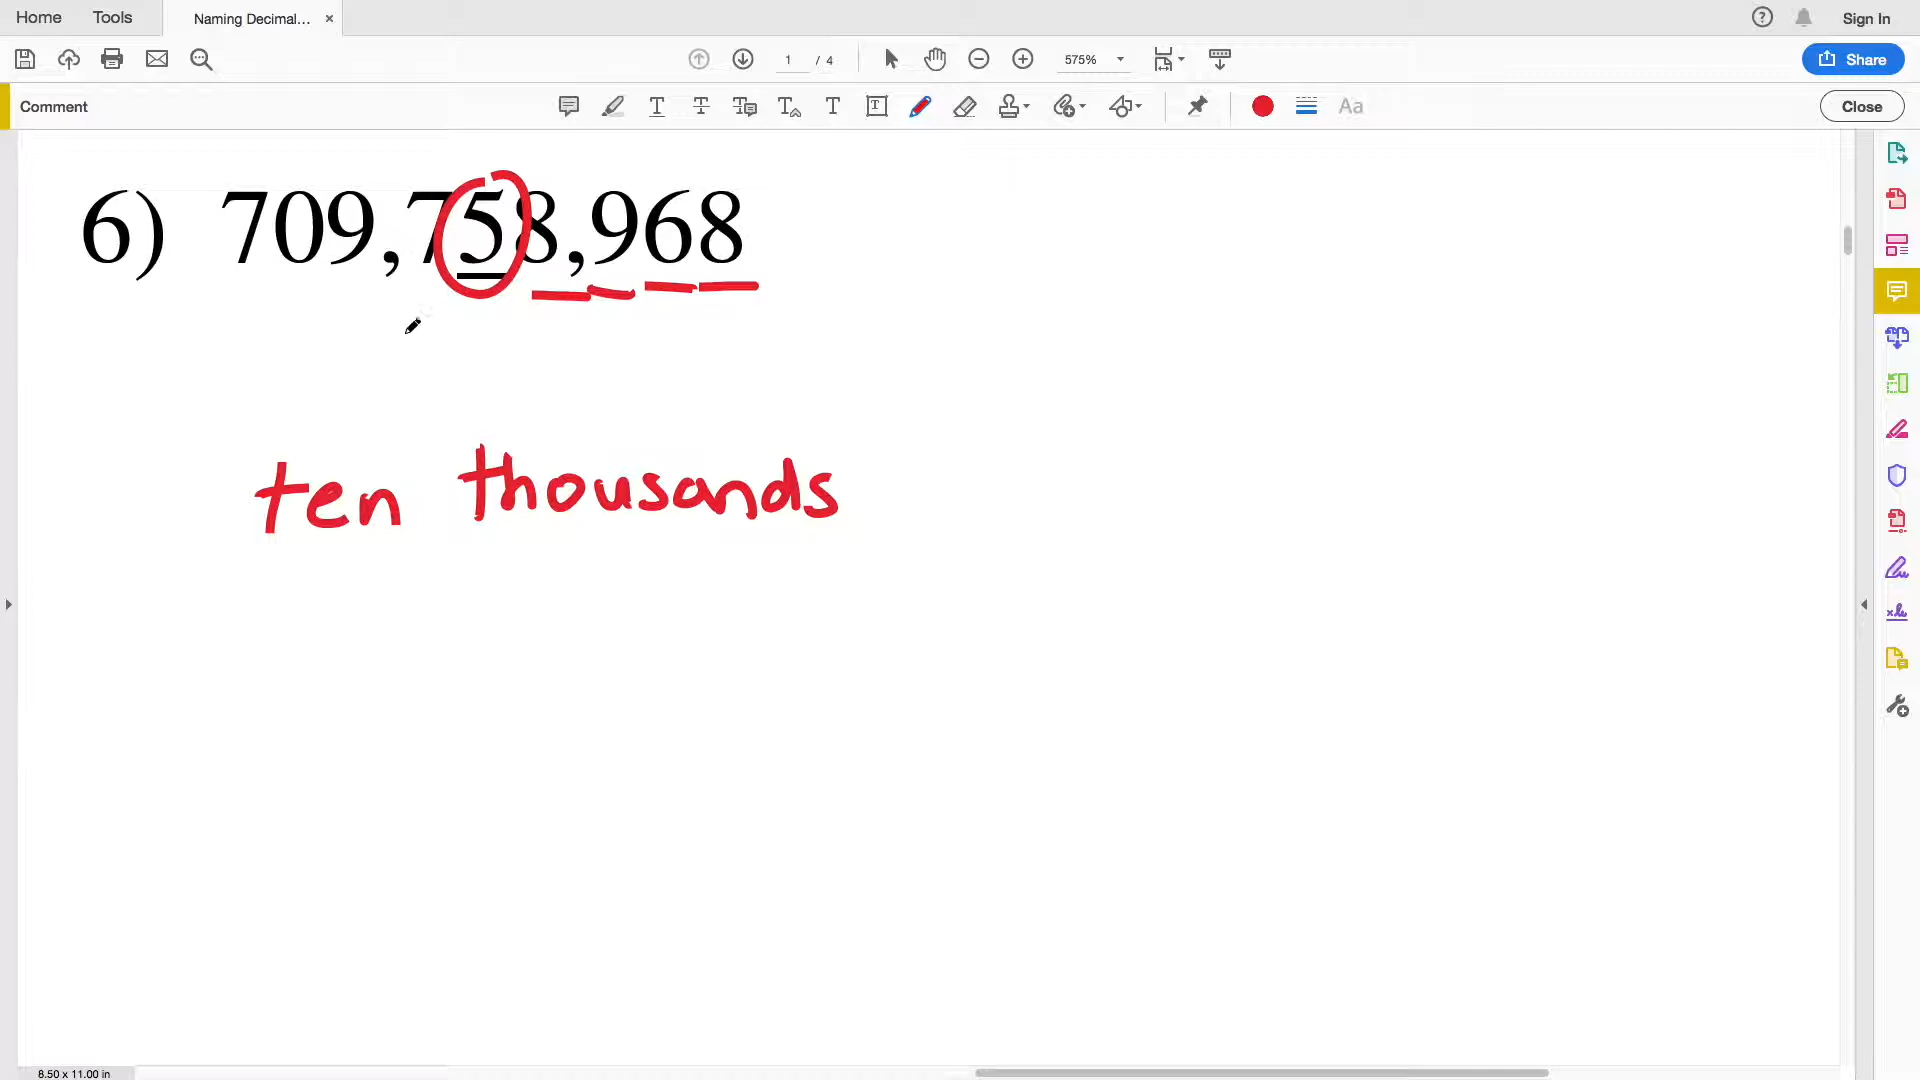 Home Tools Naming Decimal... × Sign In
1 / 4 575% Share
Comment Aa Close
6) 709,758,968
ten thousands
8.50 x 11.00 in